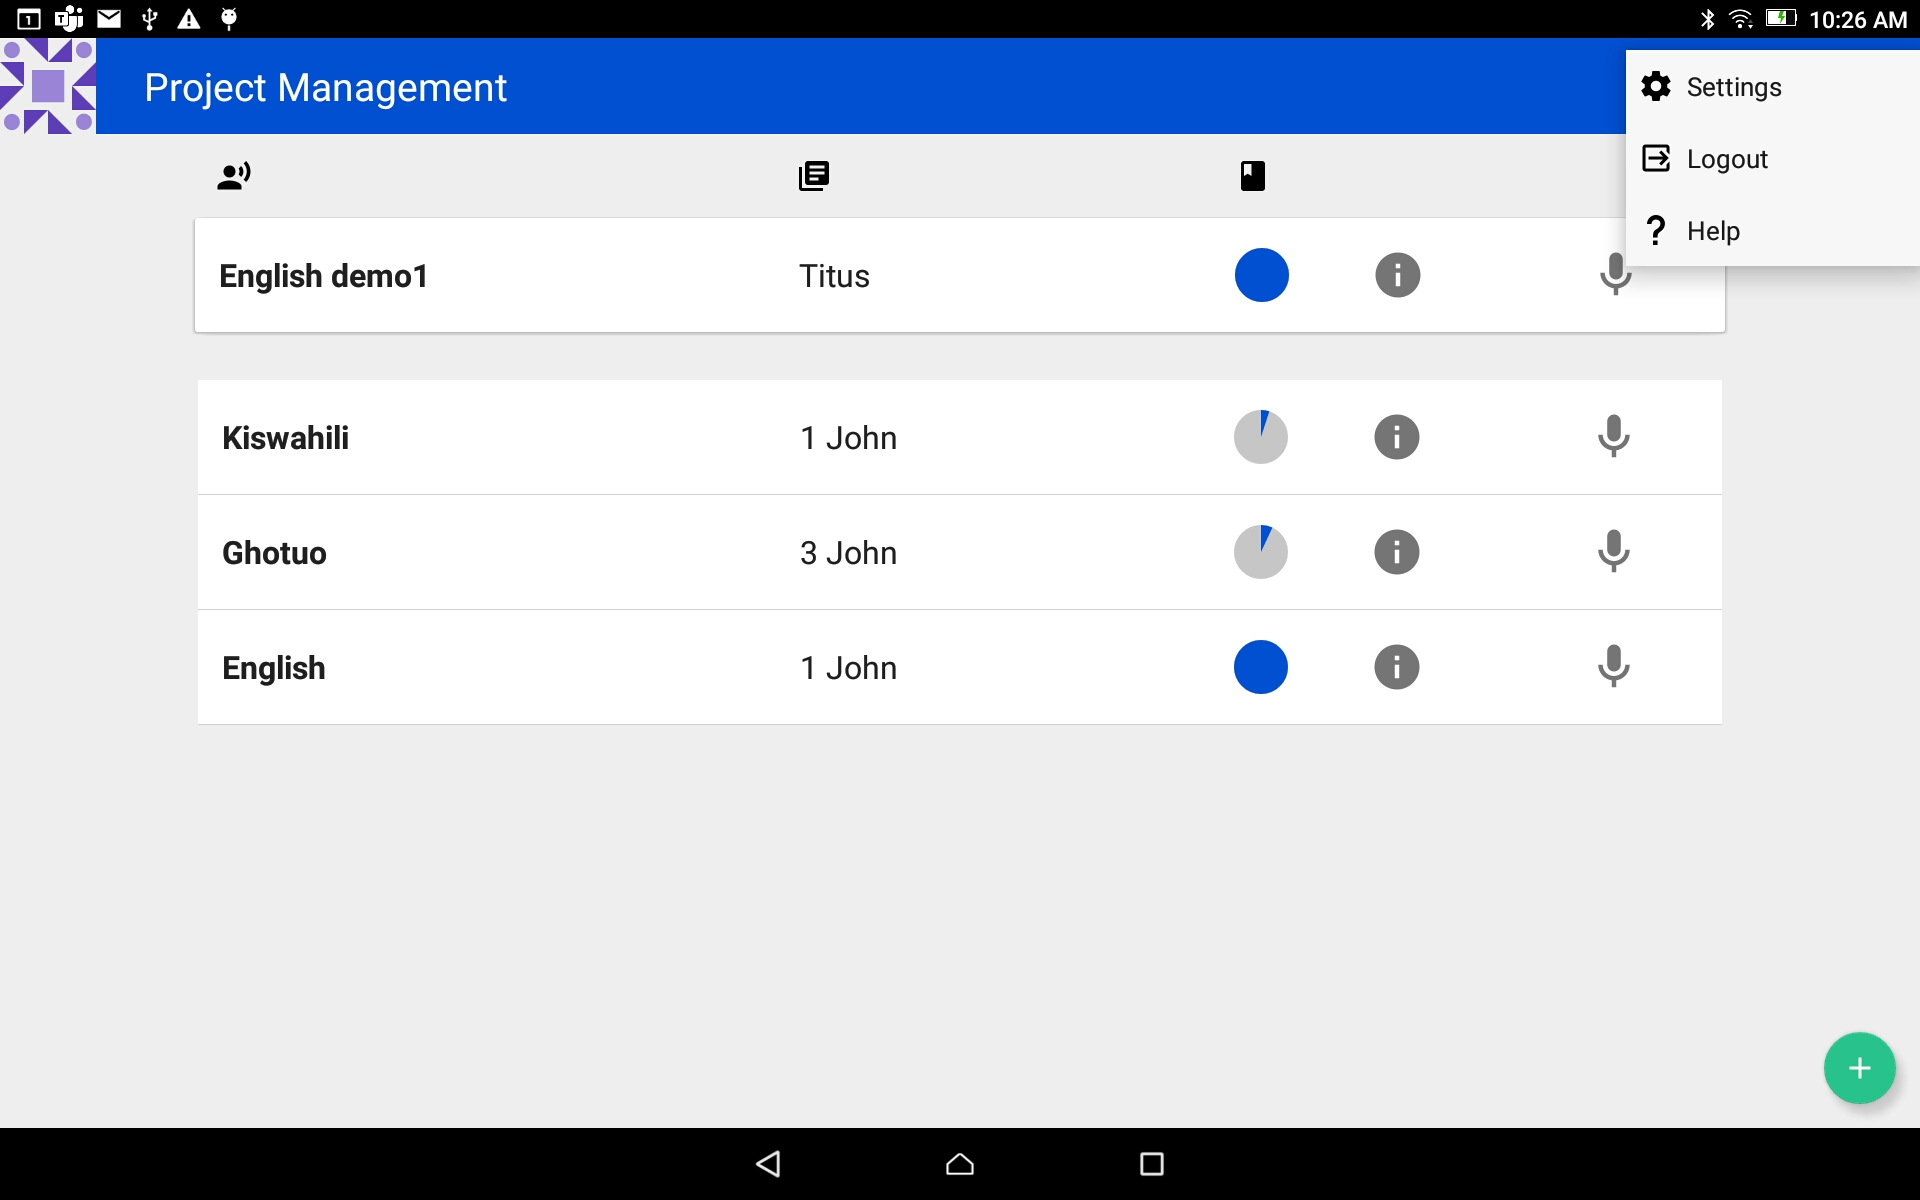 1
T
10:26 AM
Project Management
Settings
Logout
? Help
English demo1 Titus
Kiswahili 1 John
Ghotuo 3 John
English 1 John
+